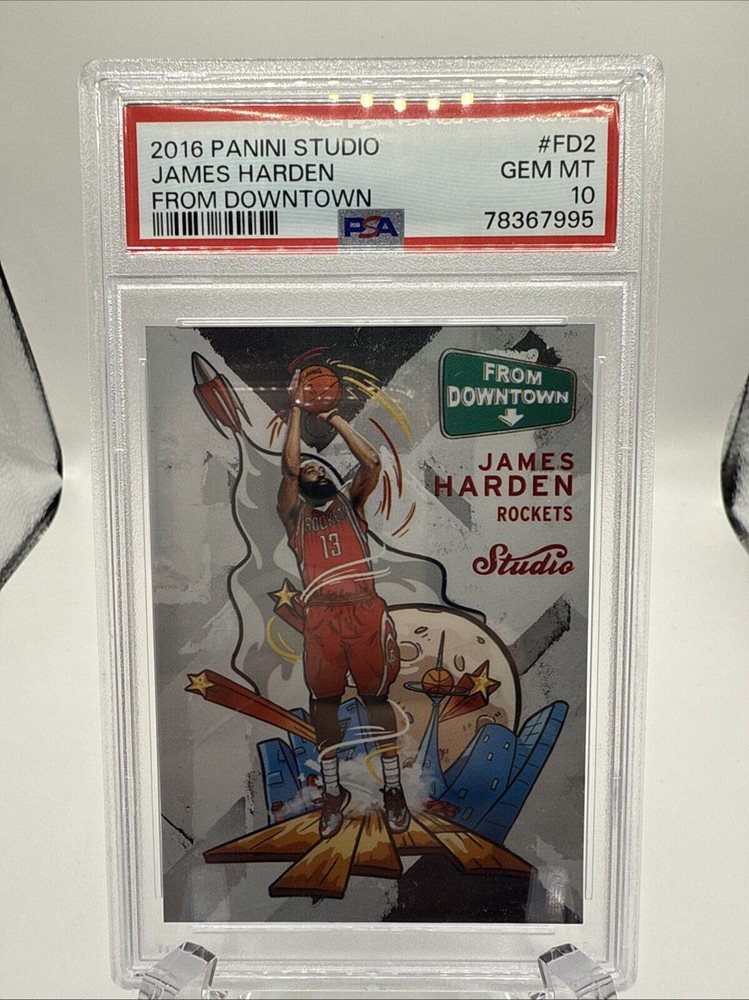 2016 PANINI STUDIO #FD2
JAMES HARDEN GEM MT
FROM DOWNTOWN 10
PSA 78367995
FROM
DOWNTOWN
JAMES
HARDEN
ROCKETS
Studio
13